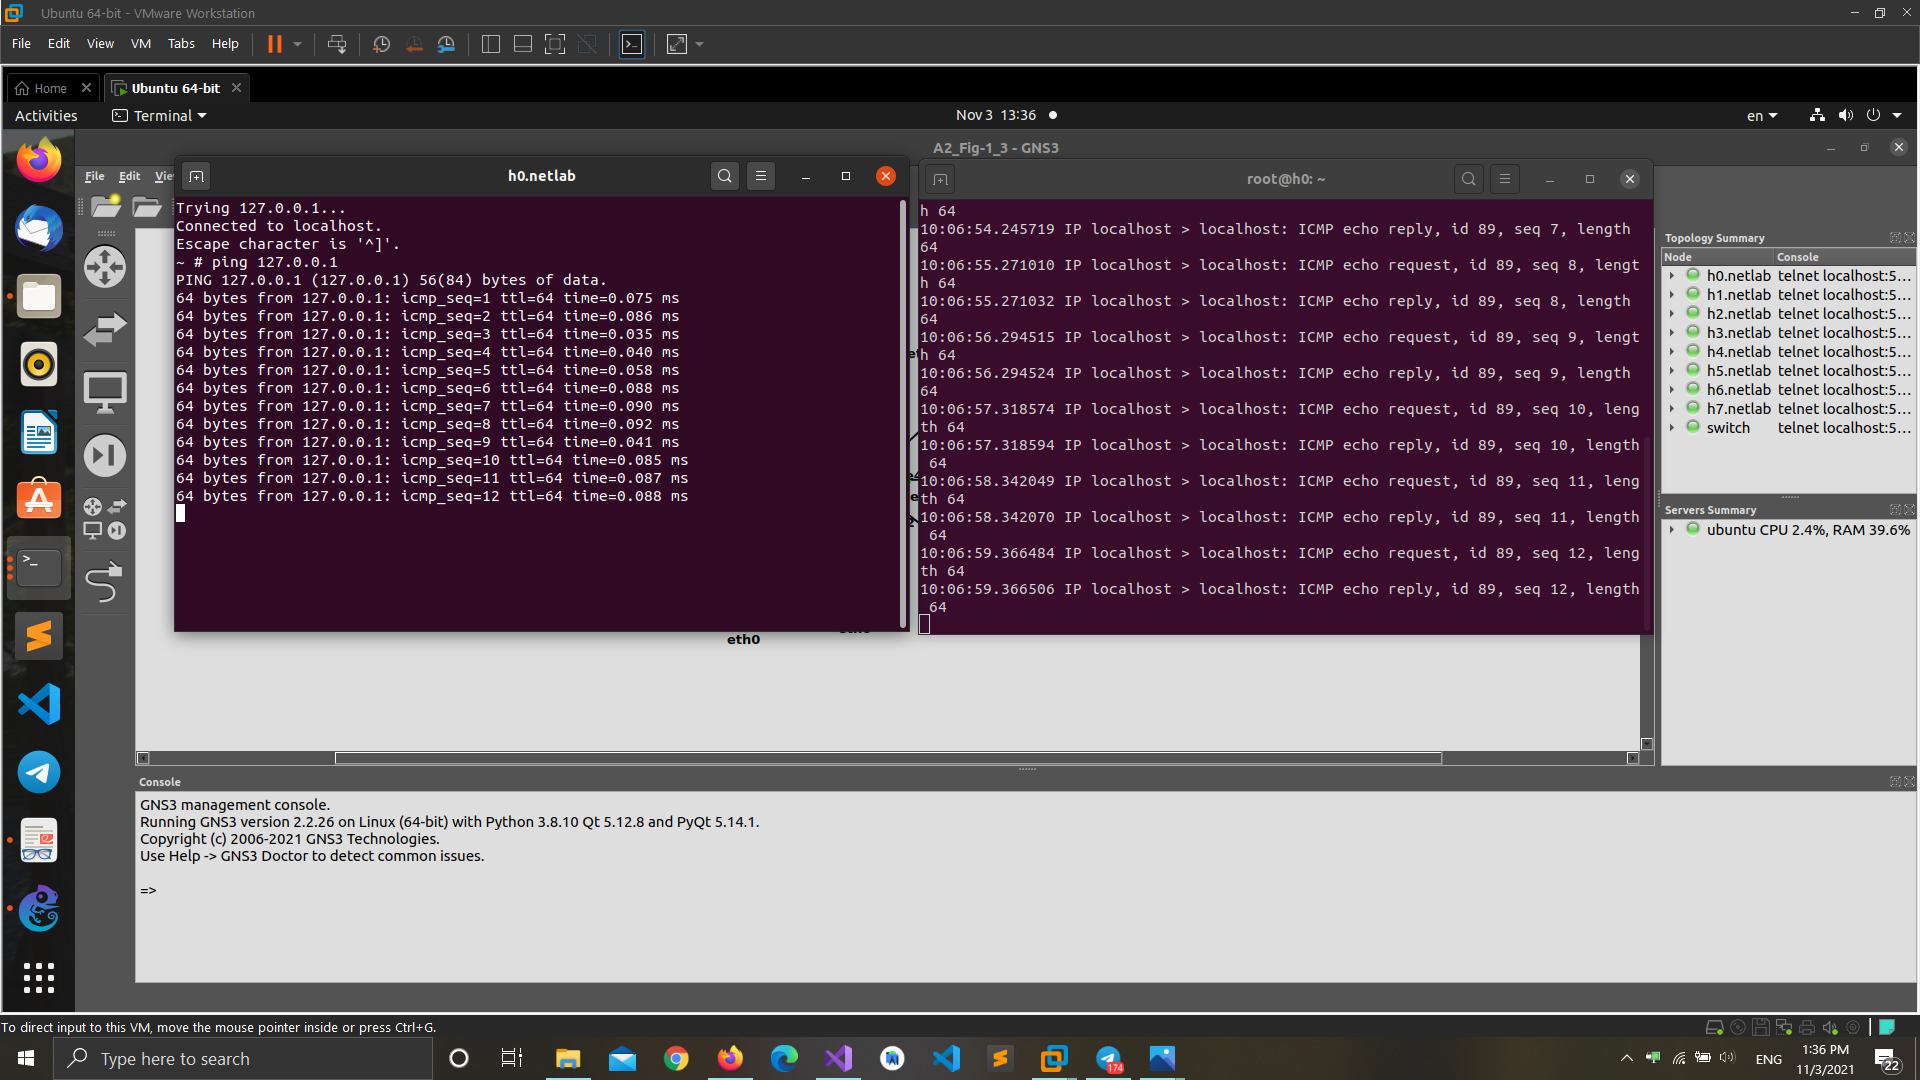 Ubuntu 64-bit - VMware Workstation
File Edit View VM Tabs Help
Home Ubuntu 64-bit
Activities Terminal Nov 3 13:36 en
A2_Fig-1_3 - GNS3
File Edit
h0.netlab
Trying 127.0.0.1...
Connected to localhost.
Escape character is '^]'.
~ # ping 127.0.0.1
PING 127.0.0.1 (127.0.0.1) 56(84) bytes of data.
64 bytes from 127.0.0.1: icmp_seq=1 ttl=64 time=0.075 ms
64 bytes from 127.0.0.1: icmp_seq=2 ttl=64 time=0.086 ms
64 bytes from 127.0.0.1: icmp_seq=3 ttl=64 time=0.035 ms
64 bytes from 127.0.0.1: icmp_seq=4 ttl=64 time=0.040 ms
64 bytes from 127.0.0.1: icmp_seq=5 ttl=64 time=0.058 ms
64 bytes from 127.0.0.1: icmp_seq=6 ttl=64 time=0.088 ms
64 bytes from 127.0.0.1: icmp_seq=7 ttl=64 time=0.090 ms
64 bytes from 127.0.0.1: icmp_seq=8 ttl=64 time=0.092 ms
64 bytes from 127.0.0.1: icmp_seq=9 ttl=64 time=0.041 ms
64 bytes from 127.0.0.1: icmp_seq=10 ttl=64 time=0.085 ms
64 bytes from 127.0.0.1: icmp_seq=11 ttl=64 time=0.087 ms
64 bytes from 127.0.0.1: icmp_seq=12 ttl=64 time=0.088 ms
eth0
root@h0: ~
h 64
10:06:54.245719 IP localhost > localhost: ICMP echo reply, id 89, seq 7, length
64
10:06:55.271010 IP localhost > localhost: ICMP echo request, id 89, seq 8, lengt
h 64
10:06:55.271032 IP localhost > localhost: ICMP echo reply, id 89, seq 8, length
64
10:06:56.294515 IP localhost > localhost: ICMP echo request, id 89, seq 9, lengt
h 64
10:06:56.294524 IP localhost > localhost: ICMP echo reply, id 89, seq 9, length
64
10:06:57.318574 IP localhost > localhost: ICMP echo request, id 89, seq 10, leng
th 64
10:06:57.318594 IP localhost > localhost: ICMP echo reply, id 89, seq 10, length
64
10:06:58.342049 IP localhost > localhost: ICMP echo request, id 89, seq 11, leng
th 64
10:06:58.342070 IP localhost > localhost: ICMP echo reply, id 89, seq 11, length
64
10:06:59.366484 IP localhost > localhost: ICMP echo request, id 89, seq 12, leng
th 64
10:06:59.366506 IP localhost > localhost: ICMP echo reply, id 89, seq 12, length
64
Topology Summary
Node Console
h0.netlab telnet localhost:5...
h1.netlab telnet localhost:5...
h2.netlab telnet localhost:5...
h3.netlab telnet localhost:5...
h4.netlab telnet localhost:5...
h5.netlab telnet localhost:5...
h6.netlab telnet localhost:5...
h7.netlab telnet localhost:5...
switch telnet localhost:5...
Servers Summary
ubuntu CPU 2.4%, RAM 39.6%
Console
GNS3 management console.
Running GNS3 version 2.2.26 on Linux (64-bit) with Python 3.8.10 Qt 5.12.8 and PyQt 5.14.1.
Copyright (c) 2006-2021 GNS3 Technologies.
Use Help -> GNS3 Doctor to detect common issues.
=>
To direct input to this VM, move the mouse pointer inside or press Ctrl+G.
Type here to search
174
ENG
1:36 PM
11/3/2021
22